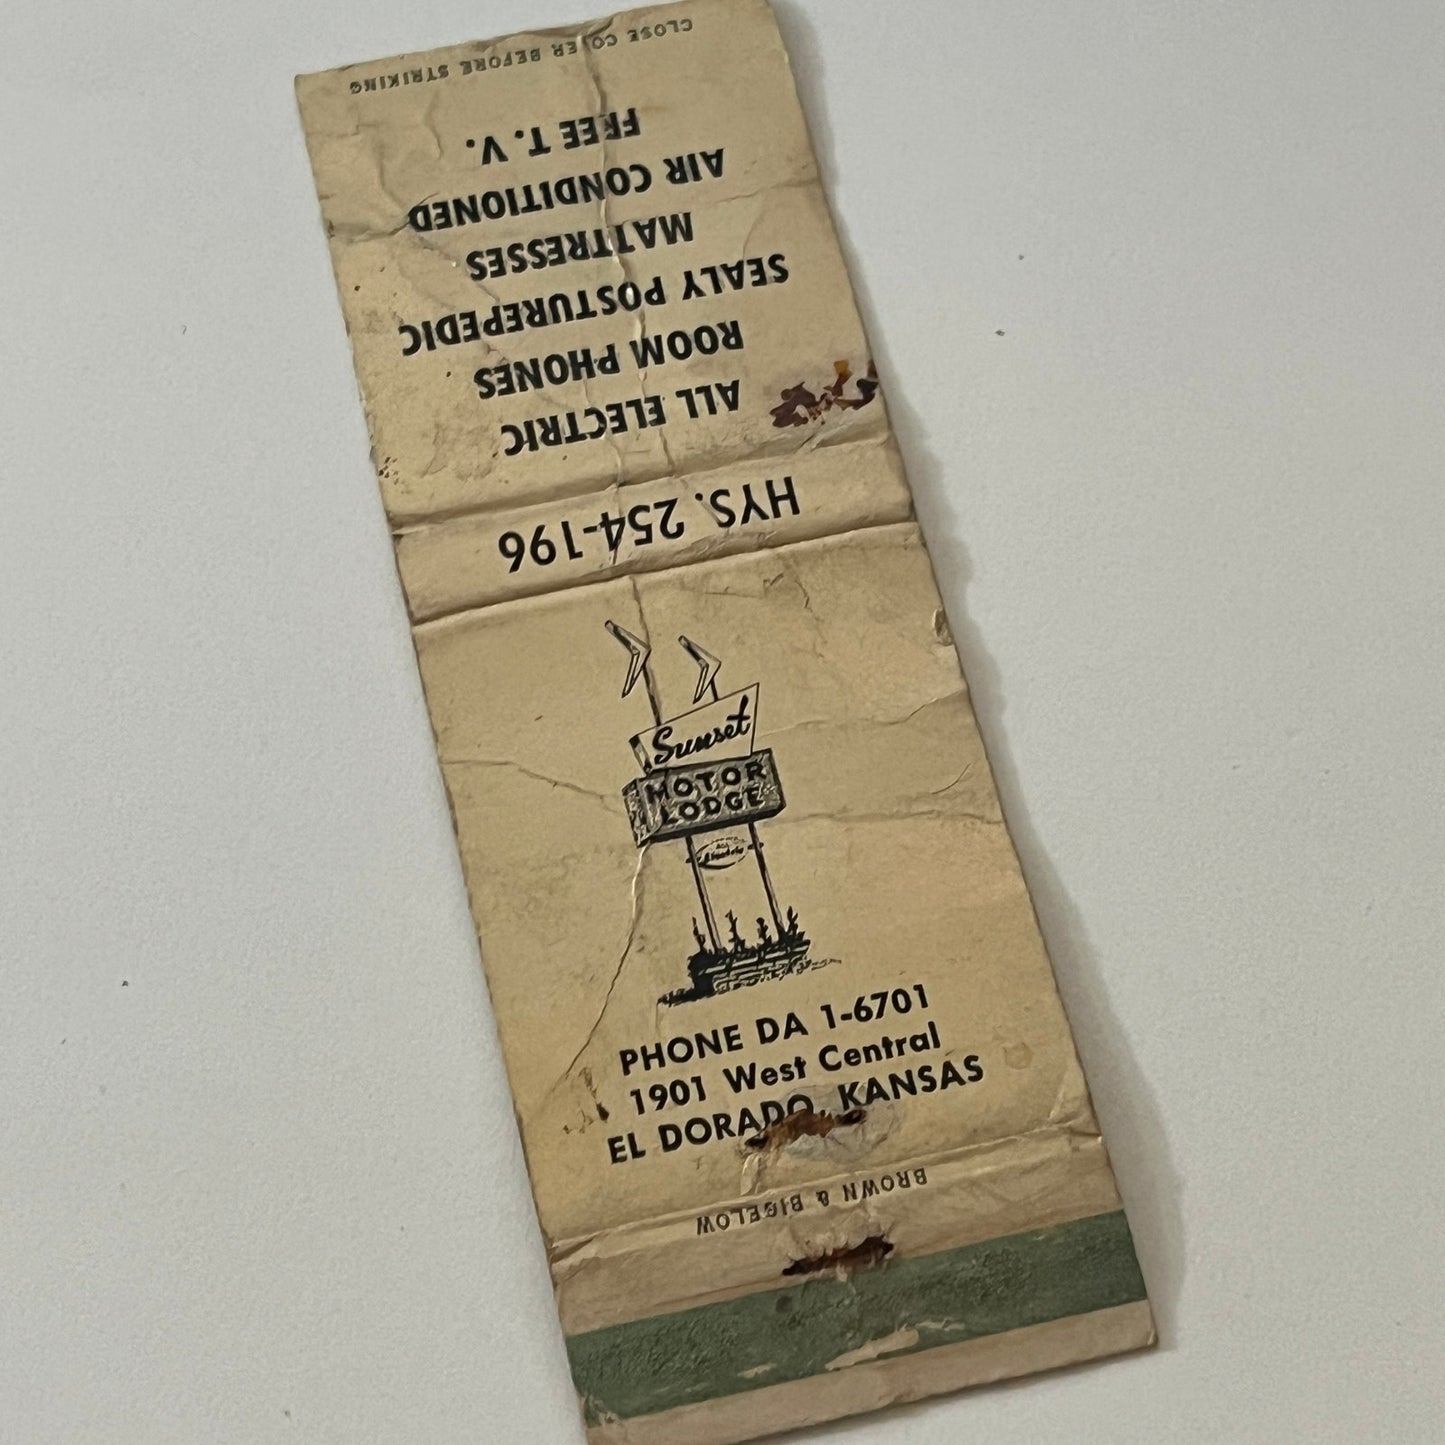 CLOSE COVER BEFORE STRIKING
ALL ELECTRIC
ROOM PHONES
SEALY POSTUREPEDIC
MATTRESSES
AIR CONDITIONED
FREE T. V.
HYS. 254-196
Sunset
MOTOR
LODGE
PHONE DA 1-6701
1901 West Central
EL DORADO, KANSAS
BROWN & BIGELOW